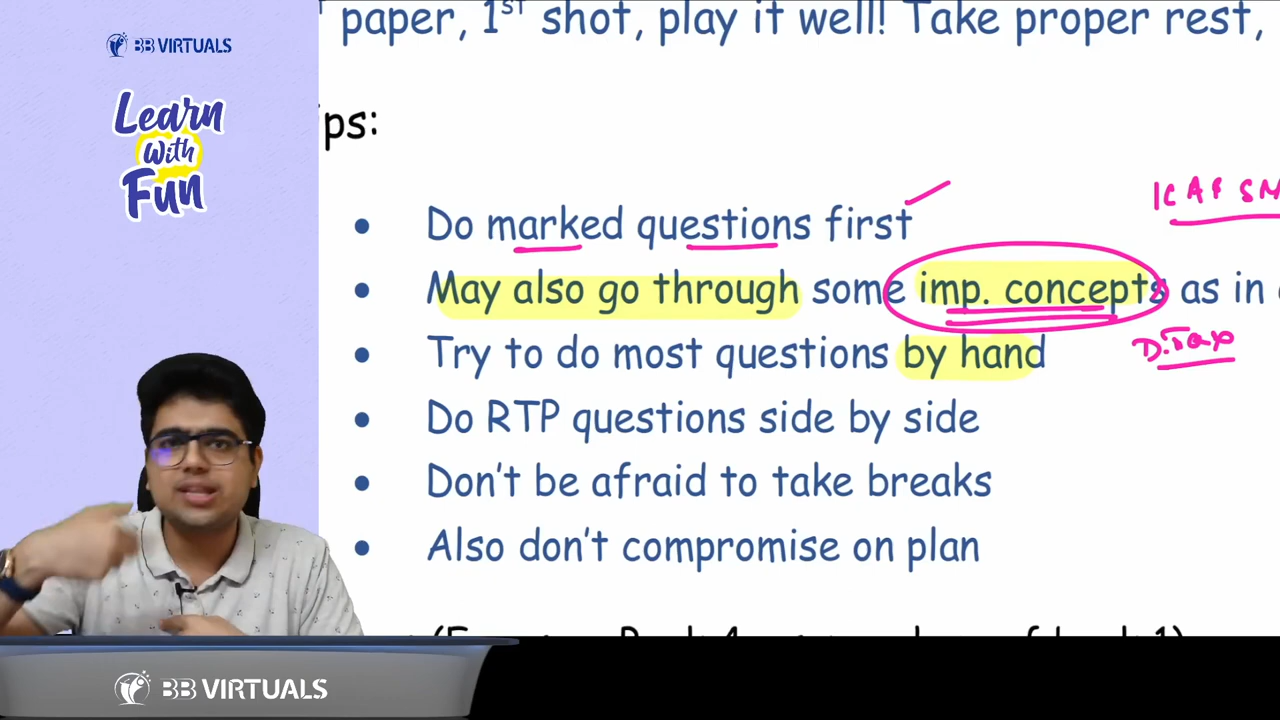 BB VIRTUALS
paper, 1st shot, play it well! Take proper rest,
Learn
With
Fun
ps:
• Do marked questions first
• May also go through some imp. concepts as in
D.Tax
• Try to do most questions by hand
• Do RTP questions side by side
• Don't be afraid to take breaks
• Also don't compromise on plan
BB VIRTUALS